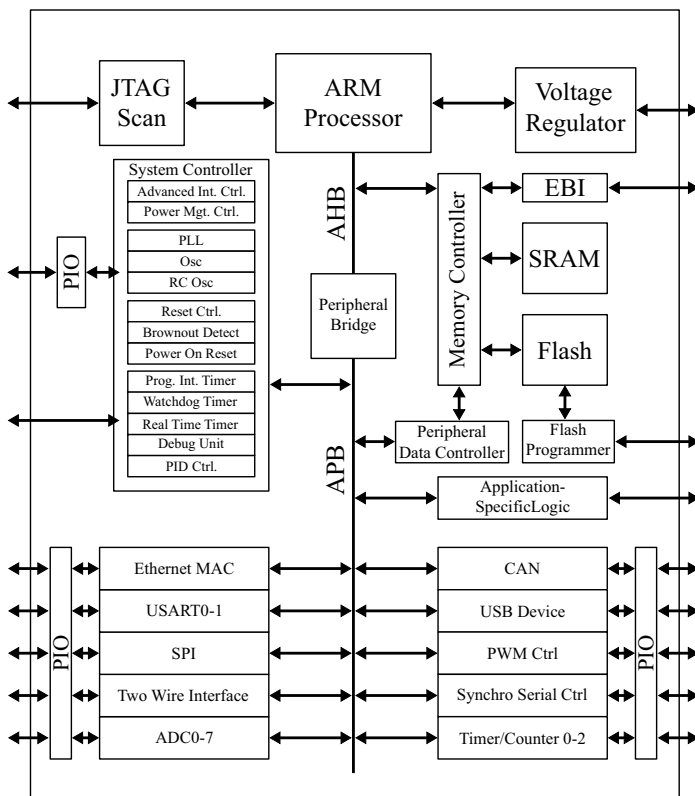 JTAG
Scan
ARM
Processor
Voltage
Regulator
System Controller
Advanced Int. Ctrl.
Power Mgt. Ctrl.
PLL
Osc
RC Osc
Reset Ctrl.
Brownout Detect
Power On Reset
Prog. Int. Timer
Watchdog Timer
Real Time Timer
Debug Unit
PID Ctrl.
PIO
AHB
Peripheral
Bridge
APB
Memory Controller
EBI
SRAM
Flash
Peripheral
Data Controller
Flash
Programmer
Application-
SpecificLogic
PIO
Ethernet MAC
USART0-1
SPI
Two Wire Interface
ADC0-7
CAN
USB Device
PWM Ctrl
Synchro Serial Ctrl
Timer/Counter 0-2
PIO